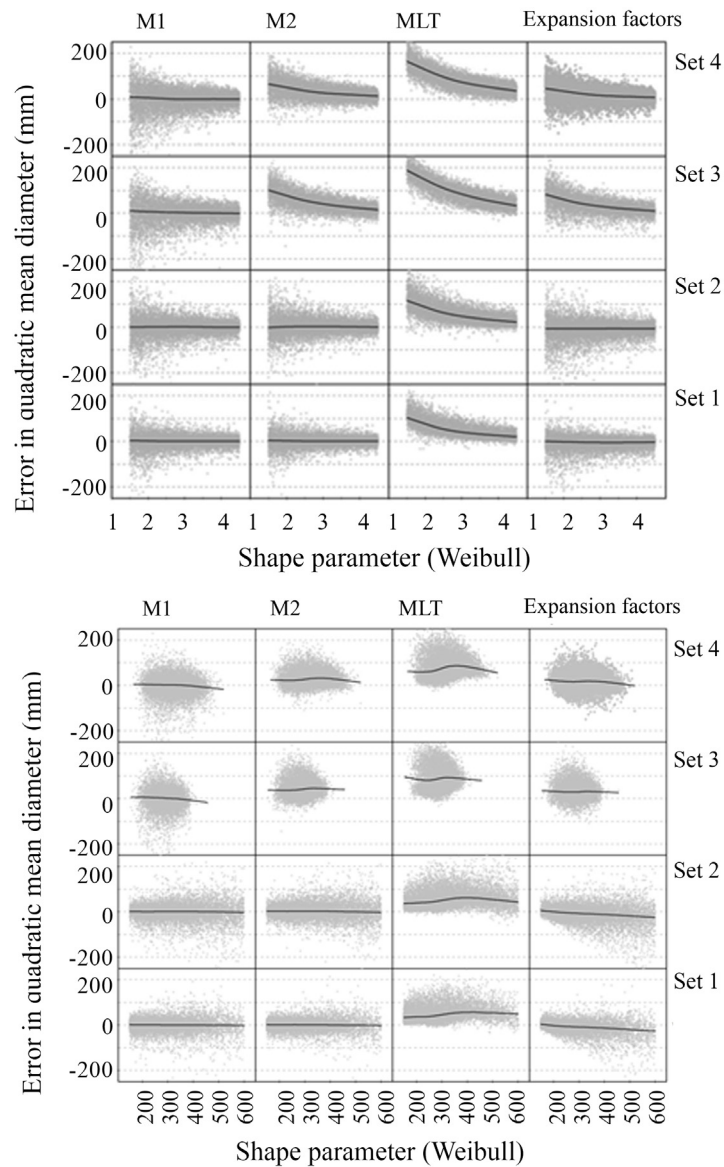 M1 M2 MLT Expansion factors
200
0
-200
Set 4
200
0
-200
Set 3
200
0
-200
Set 2
200
0
-200
Set 1
Error in quadratic mean diameter (mm)
1 2 3 4 1 2 3 4 1 2 3 4 1 2 3 4
Shape parameter (Weibull)
M1 M2 MLT Expansion factors
200
0
-200
Set 4
200
0
-200
Set 3
200
0
-200
Set 2
200
0
-200
Set 1
Error in quadratic mean diameter (mm)
200 300 400 500 600 200 300 400 500 600 200 300 400 500 600 200 300 400 500 600
Shape parameter (Weibull)